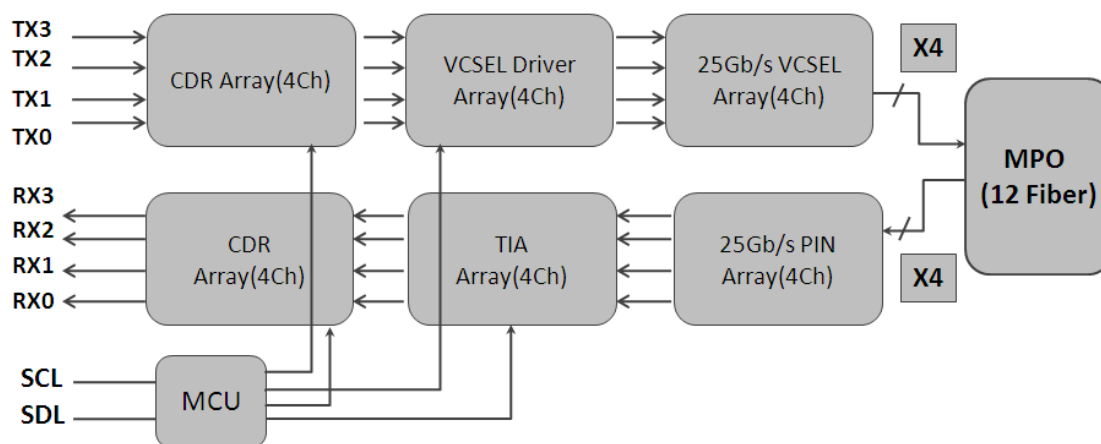 TX3
TX2
TX1
TX0
CDR Array(4Ch)
VCSEL Driver
Array(4Ch)
25Gb/s VCSEL
Array(4Ch)
X4
MPO
(12 Fiber)
RX3
RX2
RX1
RX0
CDR
Array(4Ch)
TIA
Array(4Ch)
25Gb/s PIN
Array(4Ch)
X4
SCL
SDL
MCU